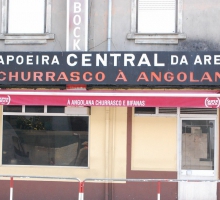 BOCK
APOEIRA CENTRAL DA ARE
CHURRASCO À ANGOLAN
À ANGOLANA CHURRASCO E BIFANAS